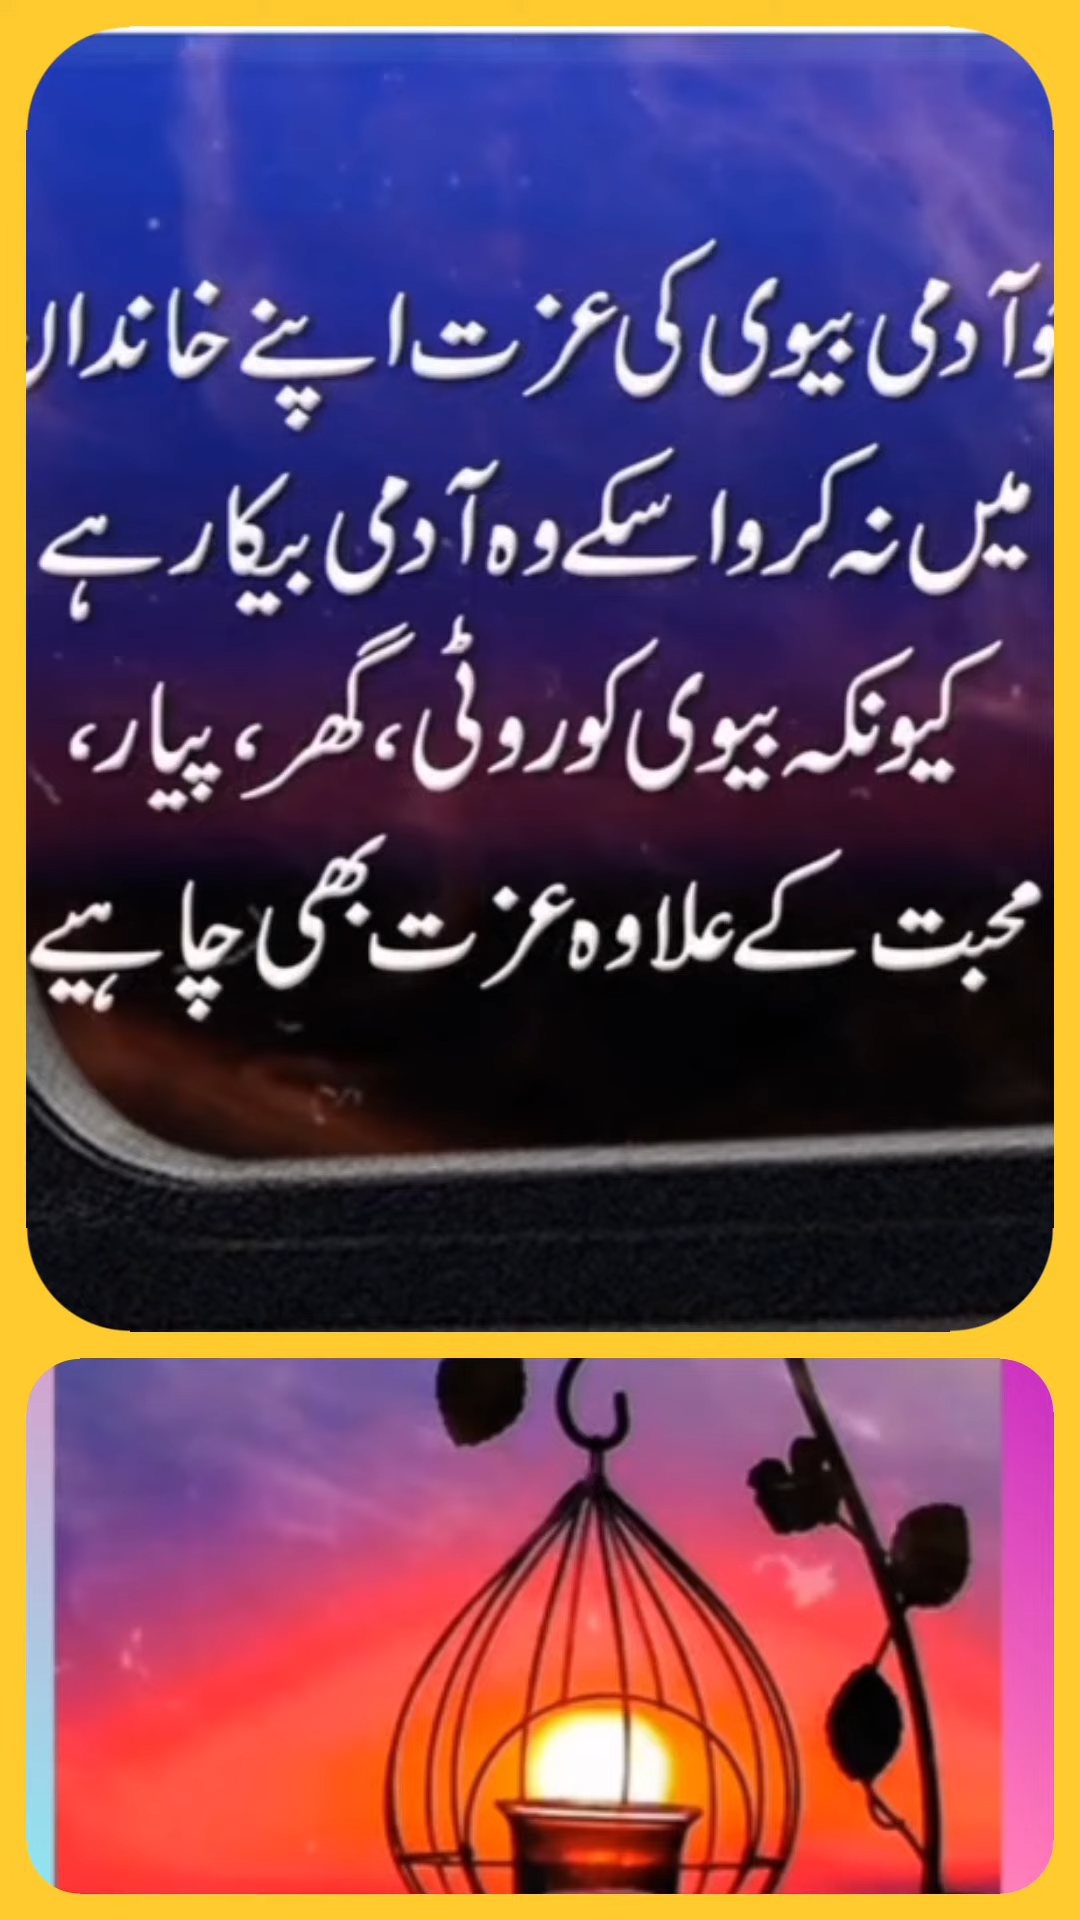 آدمی بیوی کی عزت اپنے خاندان
میں نہ کروا سکے وہ آدمی بیکار ہے
کیونکہ بیوی کو روٹی، گھر، پیار،
محبت کے علاوہ عزت بھی چاہیے